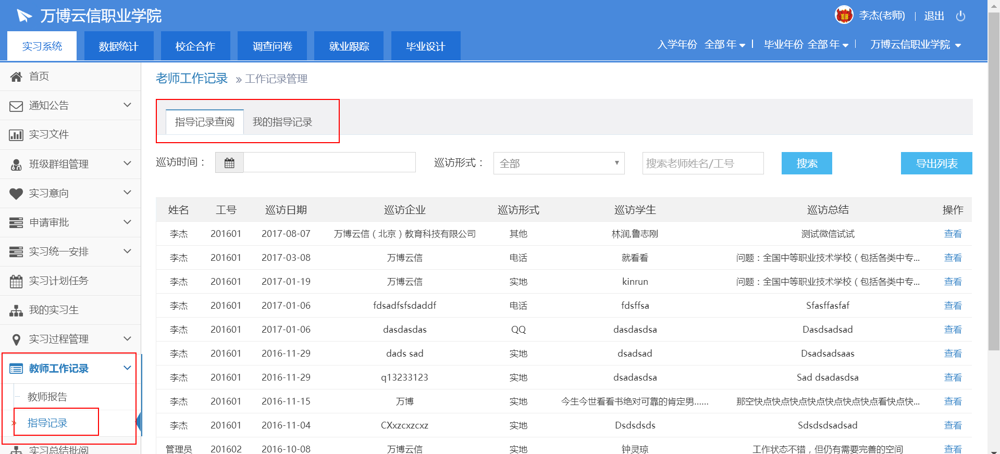 万博云信职业学院
李杰(老师) | 退出
实习系统 数据统计 校企合作 调查问卷 就业跟踪 毕业设计
入学年份 全部 年 | 毕业年份 全部 年 | 万博云信职业学院
首页
通知公告
实习文件
班级群组管理
实习意向
申请审批
实习统一安排
实习计划任务
我的实习生
实习过程管理
教师工作记录
教师报告
» 指导记录
实习总结批阅
老师工作记录 » 工作记录管理
指导记录查阅 我的指导记录
巡访时间： 巡访形式： 全部 搜索老师姓名/工号 搜索 导出列表
姓名 工号 巡访日期 巡访企业 巡访形式 巡访学生 巡访总结 操作
李杰 201601 2017-08-07 万博云信（北京）教育科技有限公司 其他 林润,鲁志刚 测试微信试试 查看
李杰 201601 2017-03-08 万博云信 电话 就看看 问题：全国中等职业技术学校（包括各类中专... 查看
李杰 201601 2017-01-19 万博云信 实地 kinrun 问题：全国中等职业技术学校（包括各类中专... 查看
李杰 201601 2017-01-06 fdsadfsfsdaddf 电话 fdsffsa Sfasffasfaf 查看
李杰 201601 2017-01-06 dasdasdas QQ dasdasdsa Dasdsadsad 查看
李杰 201601 2016-11-29 dads sad 实地 dsadsad Dsadsadsaas 查看
李杰 201601 2016-11-29 q13233123 实地 dsadasdsa Sad dsadasdsa 查看
李杰 201601 2016-11-15 万博 实地 今生今世看看书绝对可靠的肯定男...... 那空快点快点快点快点快点快点快点看快点快... 查看
李杰 201601 2016-11-04 CXxzcxzcxz 实地 Dsdsdsds Sdsdsdsadsad 查看
管理员 201602 2016-10-08 万博云信 实地 钟灵琼 工作状态不错，但仍有需要完善的空间 查看